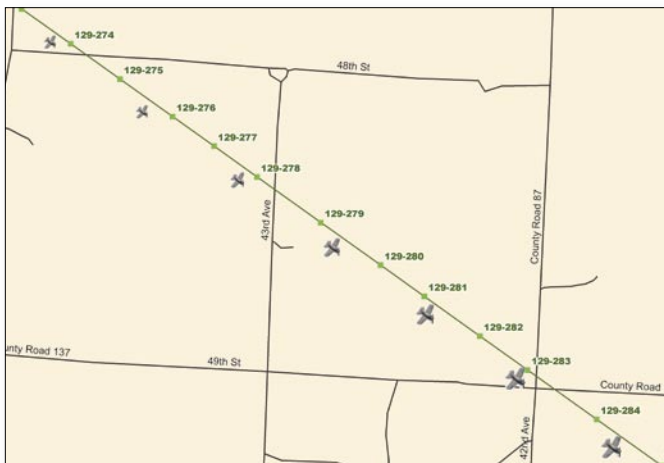 129-274
48th St
129-275
129-276
129-277
129-278
43rd Ave
129-279
County Road 87
129-280
129-281
129-282
unty Road 137
49th St
129-283
County Road
129-284
42nd Ave